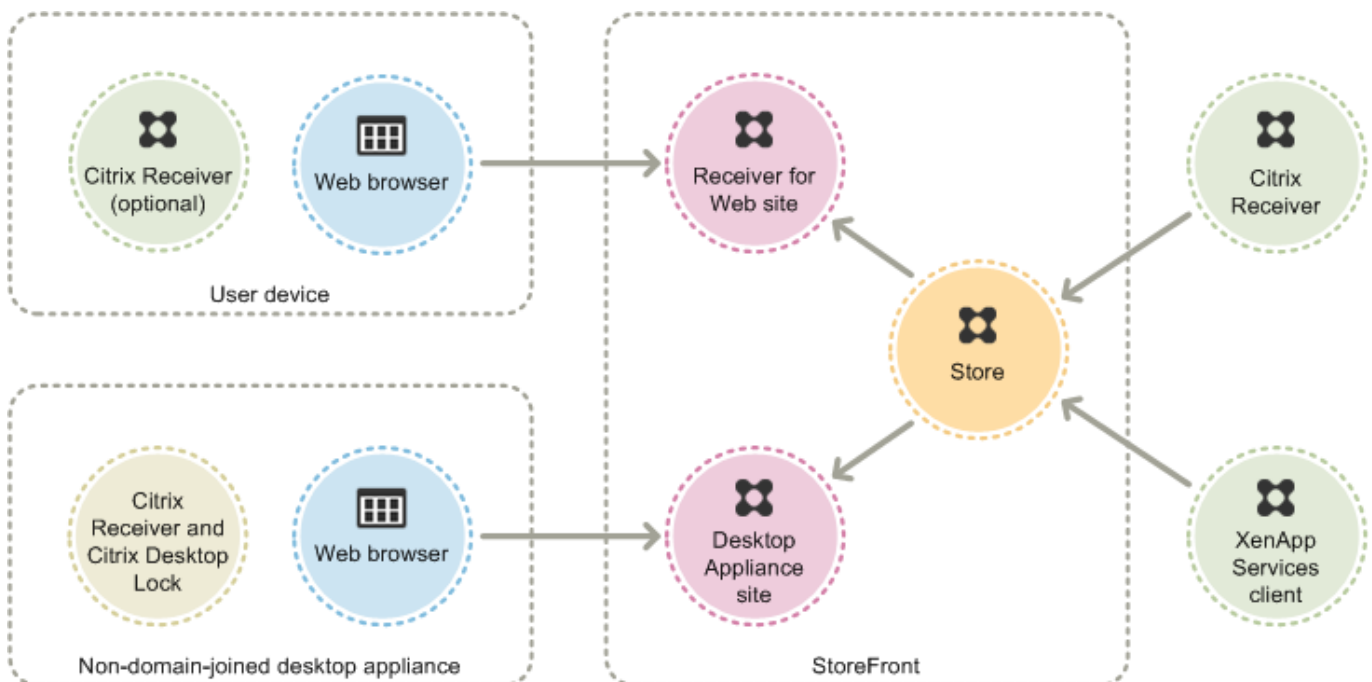 Citrix Receiver
(optional)
Web browser
User device
Receiver for
Web site
Citrix
Receiver
Store
Citrix
Receiver and
Citrix Desktop
Lock
Web browser
Non-domain-joined desktop appliance
Desktop
Appliance
site
StoreFront
XenApp
Services
client